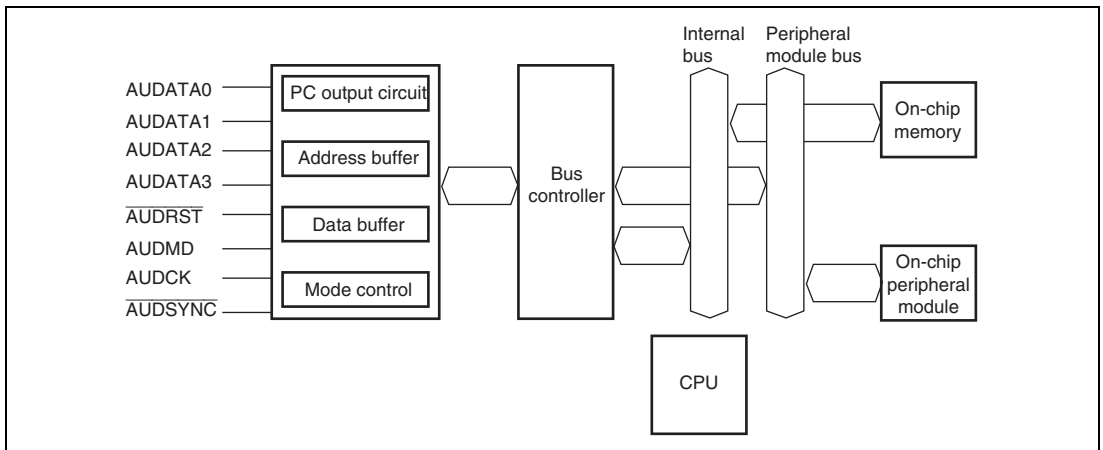 Internal
bus
Peripheral
module bus
AUDATA0
AUDATA1
AUDATA2
AUDATA3
AUDRST
AUDMD
AUDCK
AUDSYNC
PC output circuit
Address buffer
Data buffer
Mode control
Bus
controller
On-chip
memory
On-chip
peripheral
module
CPU